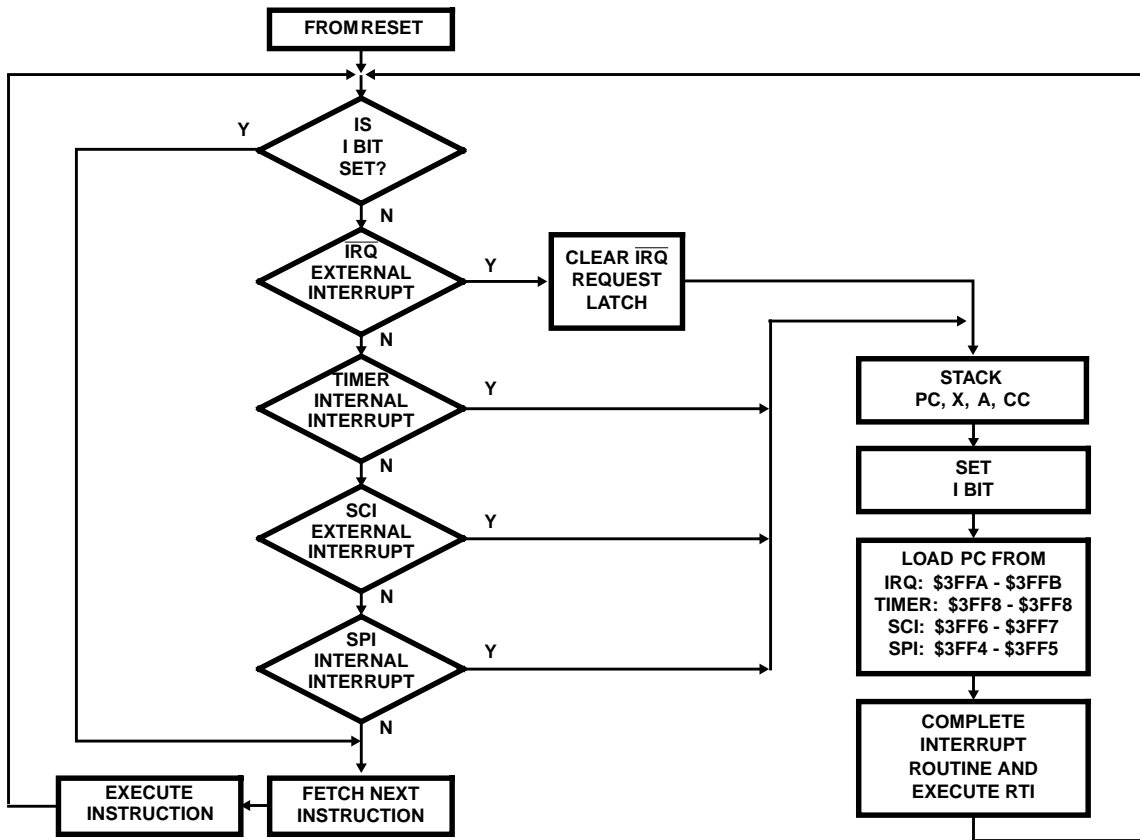 FROM RESET
IS
I BIT
SET?
Y
N
IRQ
EXTERNAL
INTERRUPT
Y
N
CLEAR IRQ
REQUEST
LATCH
TIMER
INTERNAL
INTERRUPT
Y
N
SCI
EXTERNAL
INTERRUPT
Y
N
SPI
INTERNAL
INTERRUPT
Y
N
FETCH NEXT
INSTRUCTION
EXECUTE
INSTRUCTION
STACK
PC, X, A, CC
SET
I BIT
LOAD PC FROM
IRQ: $3FFA - $3FFB
TIMER: $3FF8 - $3FF8
SCI: $3FF6 - $3FF7
SPI: $3FF4 - $3FF5
COMPLETE
INTERRUPT
ROUTINE AND
EXECUTE RTI